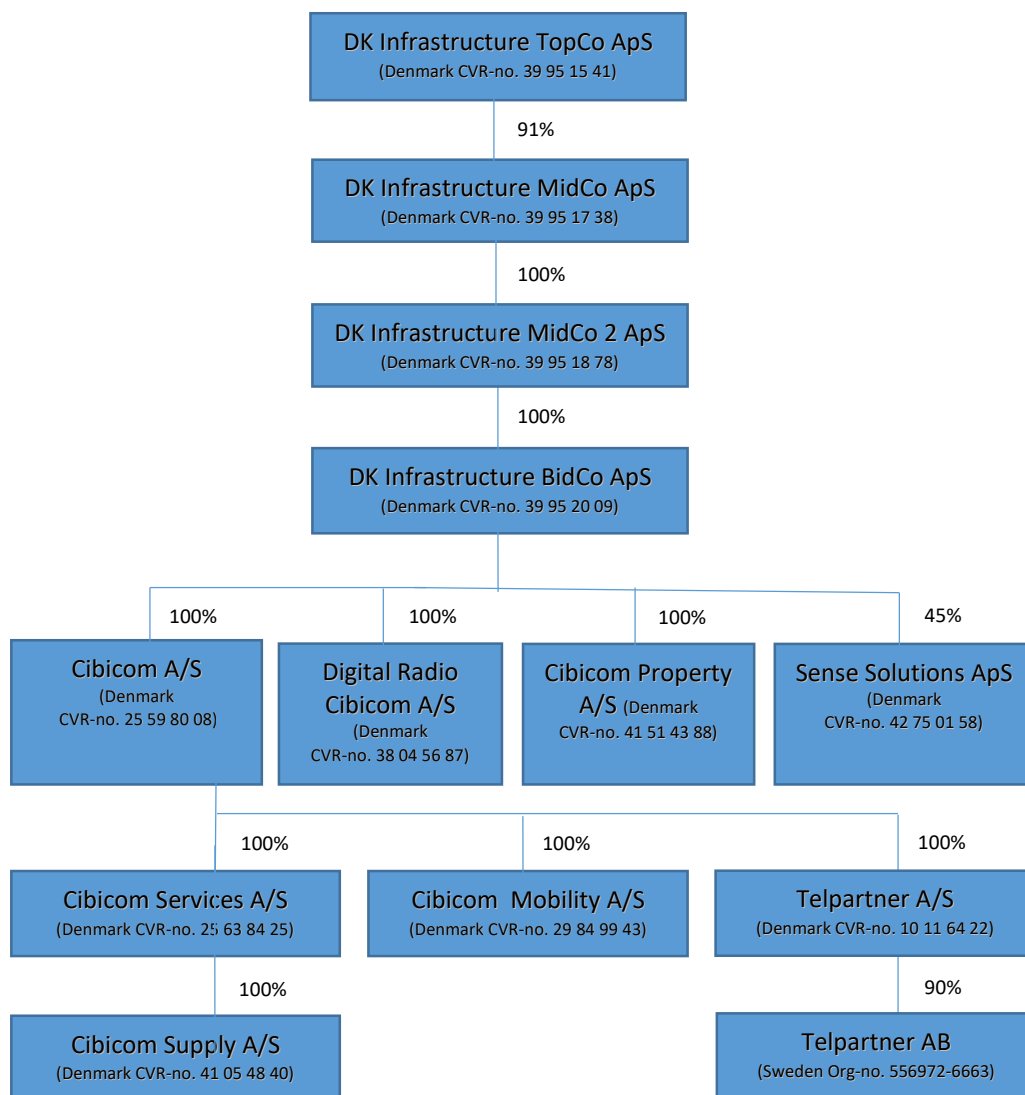 DK Infrastructure TopCo ApS
(Denmark CVR-no. 39 95 15 41)
91%
DK Infrastructure MidCo ApS
(Denmark CVR-no. 39 95 17 38)
100%
DK Infrastructure MidCo 2 ApS
(Denmark CVR-no. 39 95 18 78)
100%
DK Infrastructure BidCo ApS
(Denmark CVR-no. 39 95 20 09)
100%
Cibicom A/S
(Denmark
CVR-no. 25 59 80 08)
100%
Digital Radio
Cibicom A/S
(Denmark
CVR-no. 38 04 56 87)
100%
Cibicom Property
A/S (Denmark
CVR-no. 41 51 43 88)
45%
Sense Solutions ApS
(Denmark
CVR-no. 42 75 01 58)
100%
Cibicom Services A/S
(Denmark CVR-no. 25 63 84 25)
100%
Cibicom Mobility A/S
(Denmark CVR-no. 29 84 99 43)
100%
Telpartner A/S
(Denmark CVR-no. 10 11 64 22)
100%
Cibicom Supply A/S
(Denmark CVR-no. 41 05 48 40)
90%
Telpartner AB
(Sweden Org-no. 556972-6663)